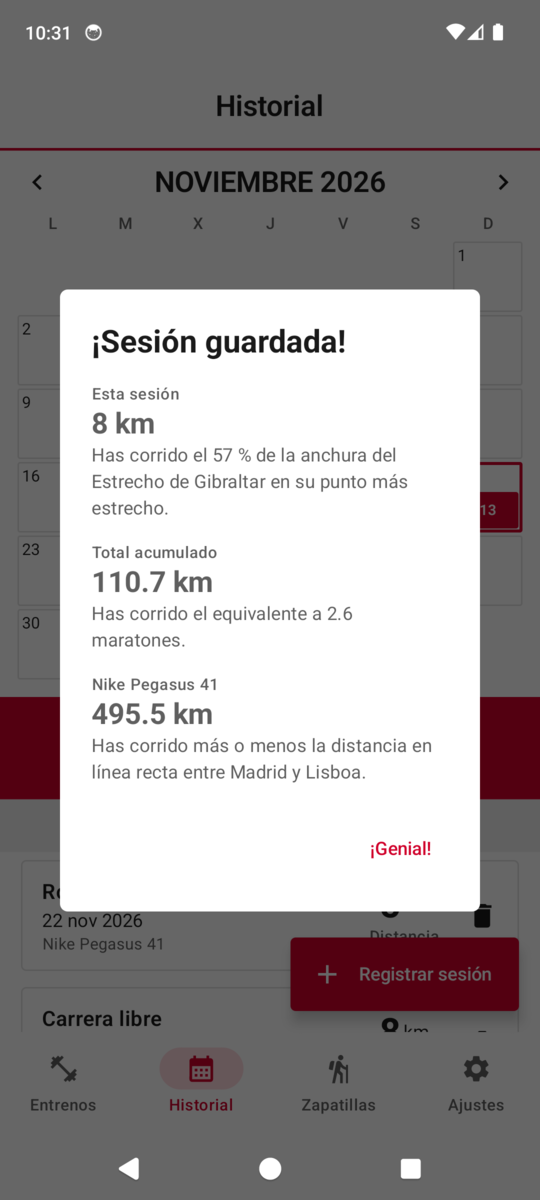 10:31
Historial
NOVIEMBRE 2026
L M X J V S D
1
2
9
16
13
23
30
¡Sesión guardada!
Esta sesión
8 km
Has corrido el 57 % de la anchura del
Estrecho de Gibraltar en su punto más
estrecho.
Total acumulado
110.7 km
Has corrido el equivalente a 2.6
maratones.
Nike Pegasus 41
495.5 km
Has corrido más o menos la distancia en
línea recta entre Madrid y Lisboa.
¡Genial!
22 nov 2026
Distancia
Nike Pegasus 41
Registrar sesión
Carrera libre
8 km
Entrenos
Historial
Zapatillas
Ajustes